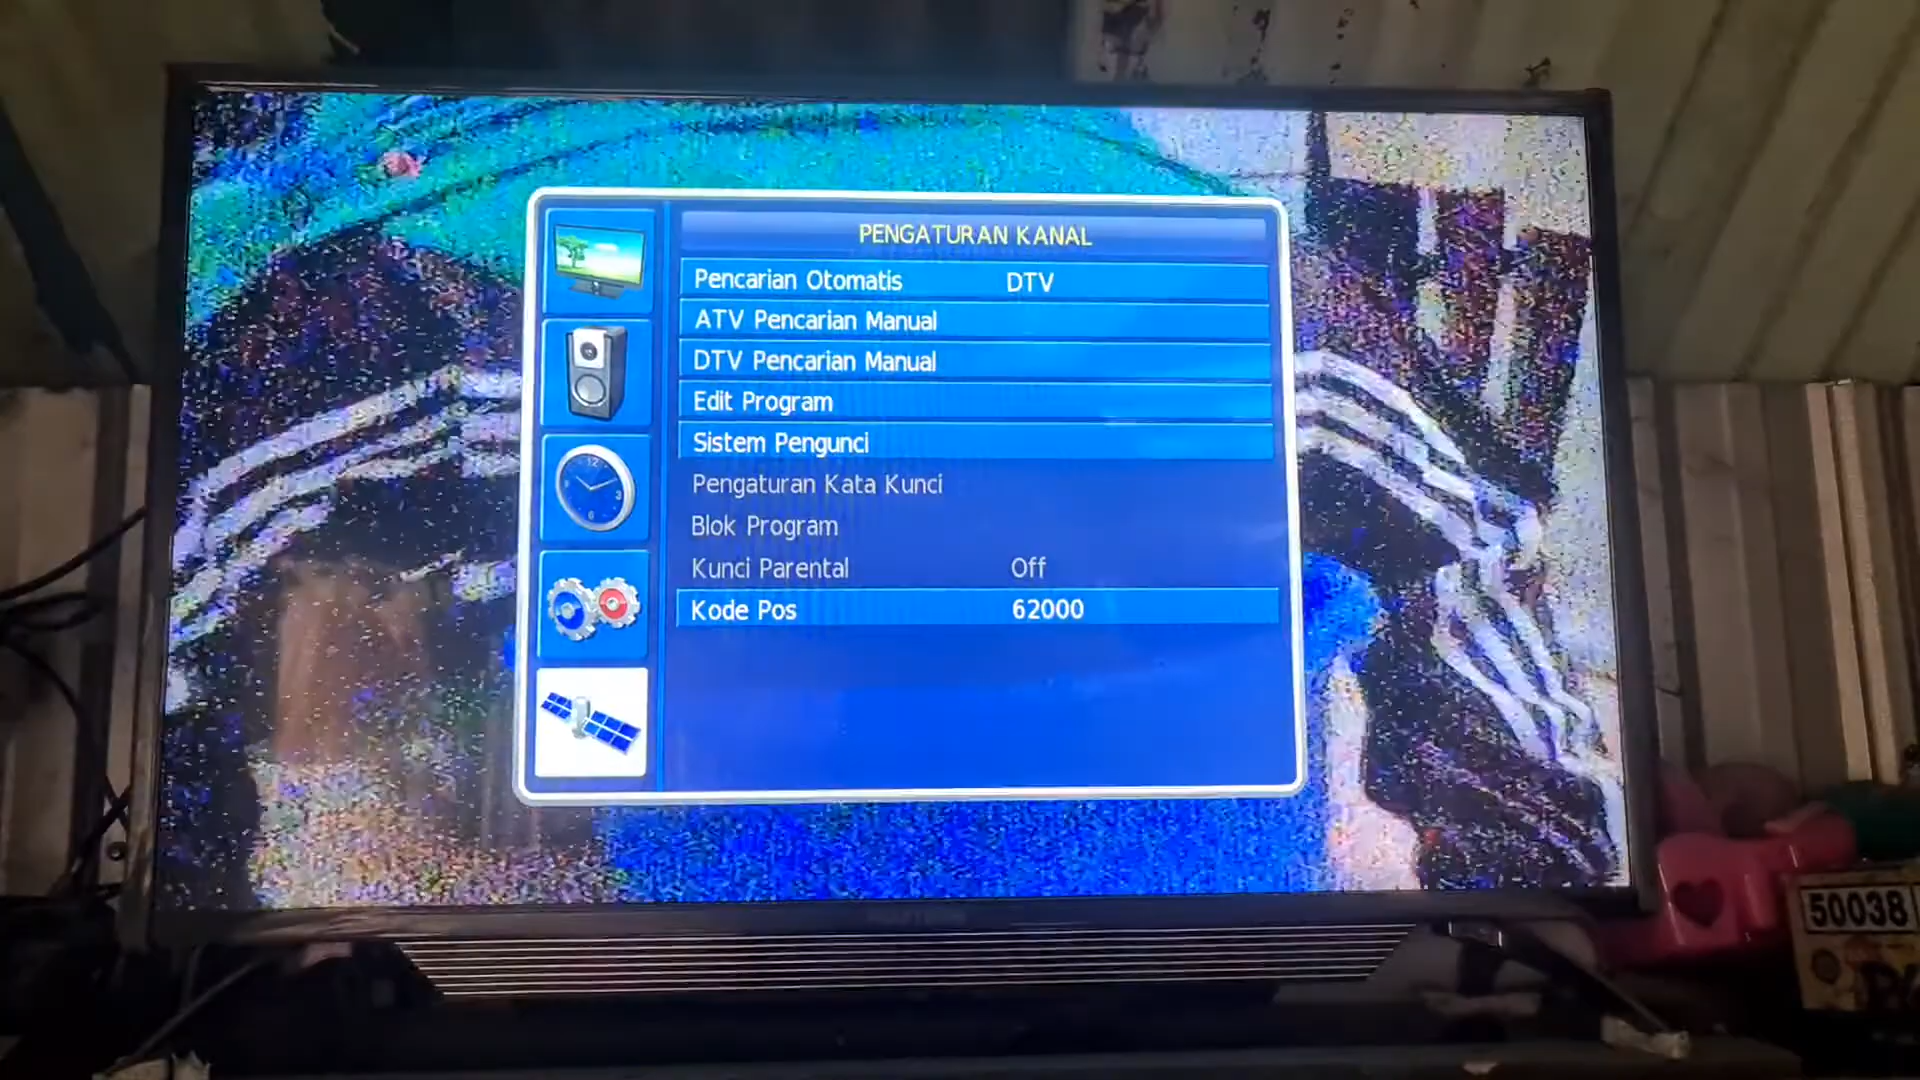 PENGATURAN KANAL
Pencarian Otomatis DTV
ATV Pencarian Manual
DTV Pencarian Manual
Edit Program
Sistem Pengunci
Pengaturan Kata Kunci
Blok Program
Kunci Parental Off
Kode Pos 62000
50038